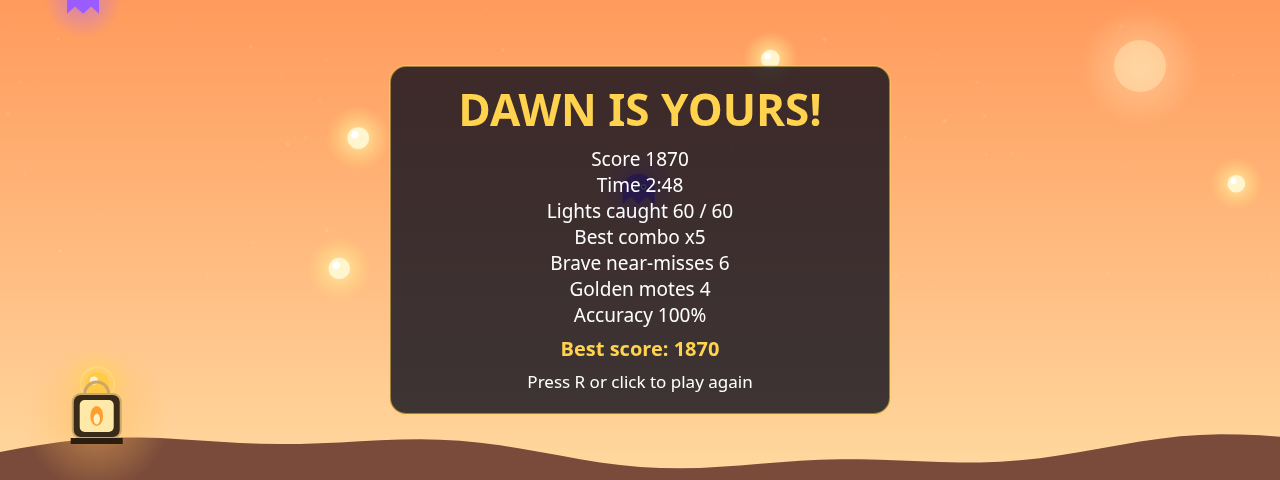 DAWN IS YOURS!
Score 1870
Time 2:48
Lights caught 60 / 60
Best combo x5
Brave near-misses 6
Golden motes 4
Accuracy 100%
Best score: 1870
Press R or click to play again